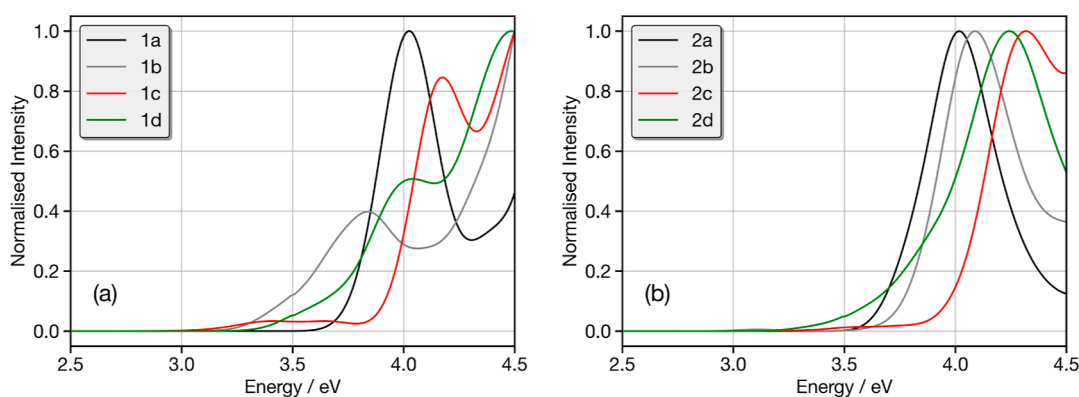 1.0
0.8
0.6
0.4
0.2
0.0
Normalised Intensity
1a
1b
1c
1d
(a)
2.5 3.0 3.5 4.0 4.5
Energy / eV
1.0
0.8
0.6
0.4
0.2
0.0
Normalised Intensity
2a
2b
2c
2d
(b)
2.5 3.0 3.5 4.0 4.5
Energy / eV